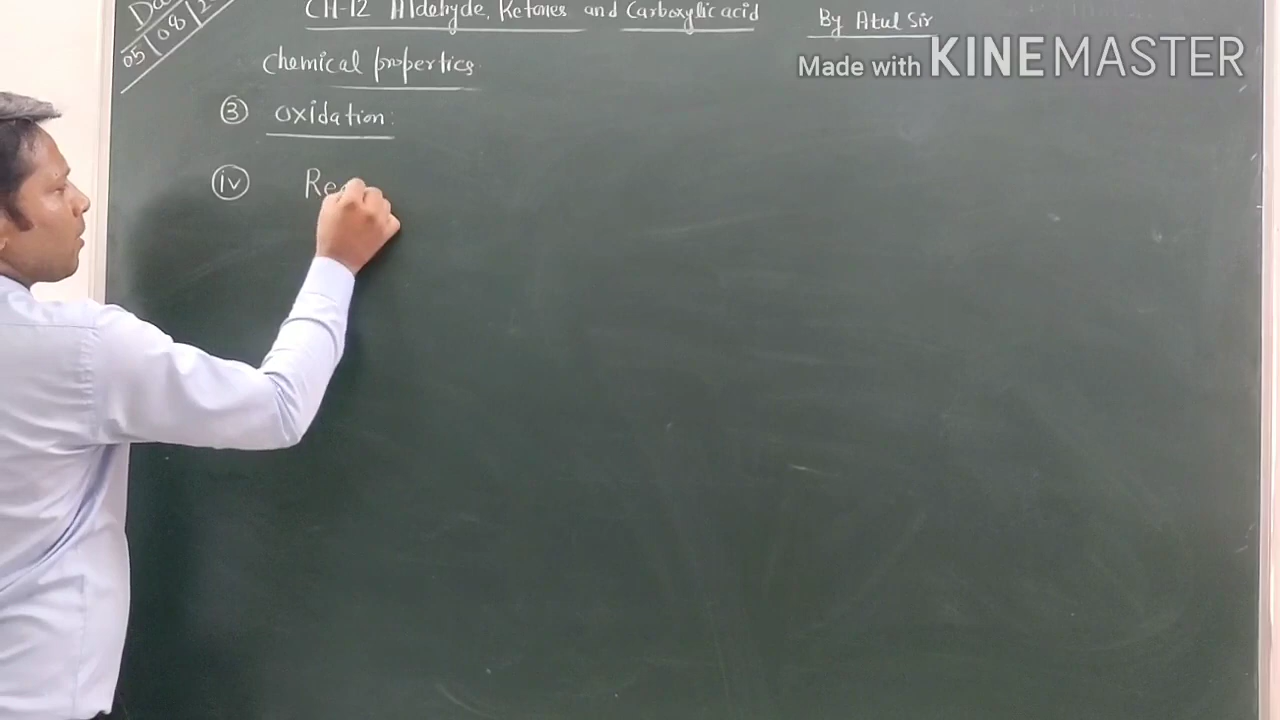 CH-12 Aldehyde, Ketones and Carboxylic acid By Atul Sir
05/08/2
Made with KINEMASTER
chemical properties
③ oxidation:
iv Re